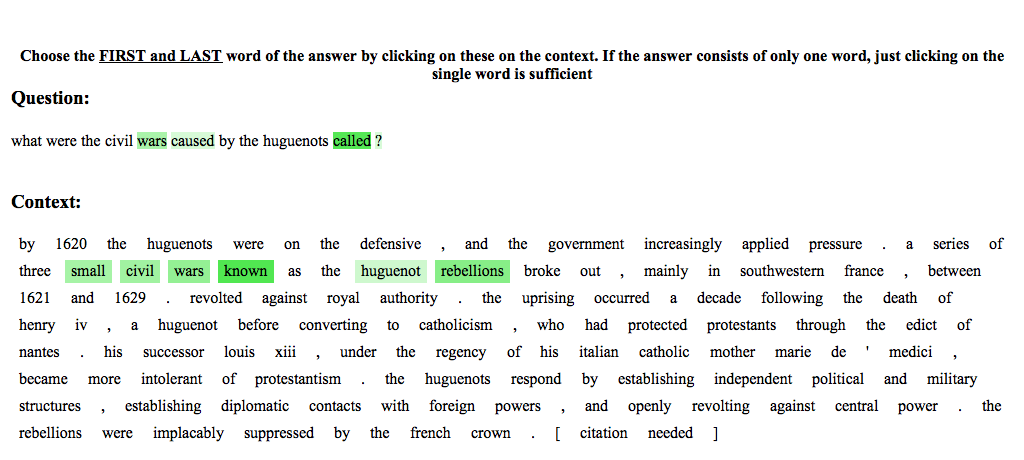 Choose the FIRST and LAST word of the answer by clicking on these on the context. If the answer consists of only one word, just clicking on the
single word is sufficient
Question:
what were the civil wars caused by the huguenots called ?
Context:
by 1620 the huguenots were on the defensive , and the government increasingly applied pressure . a series of
three small civil wars known as the huguenot rebellions broke out , mainly in southwestern france , between
1621 and 1629 . revolted against royal authority . the uprising occurred a decade following the death of
henry iv , a huguenot before converting to catholicism , who had protected protestants through the edict of
nantes . his successor louis xiii , under the regency of his italian catholic mother marie de ' medici ,
became more intolerant of protestantism . the huguenots respond by establishing independent political and military
structures , establishing diplomatic contacts with foreign powers , and openly revolting against central power . the
rebellions were implacably suppressed by the french crown . [ citation needed ]